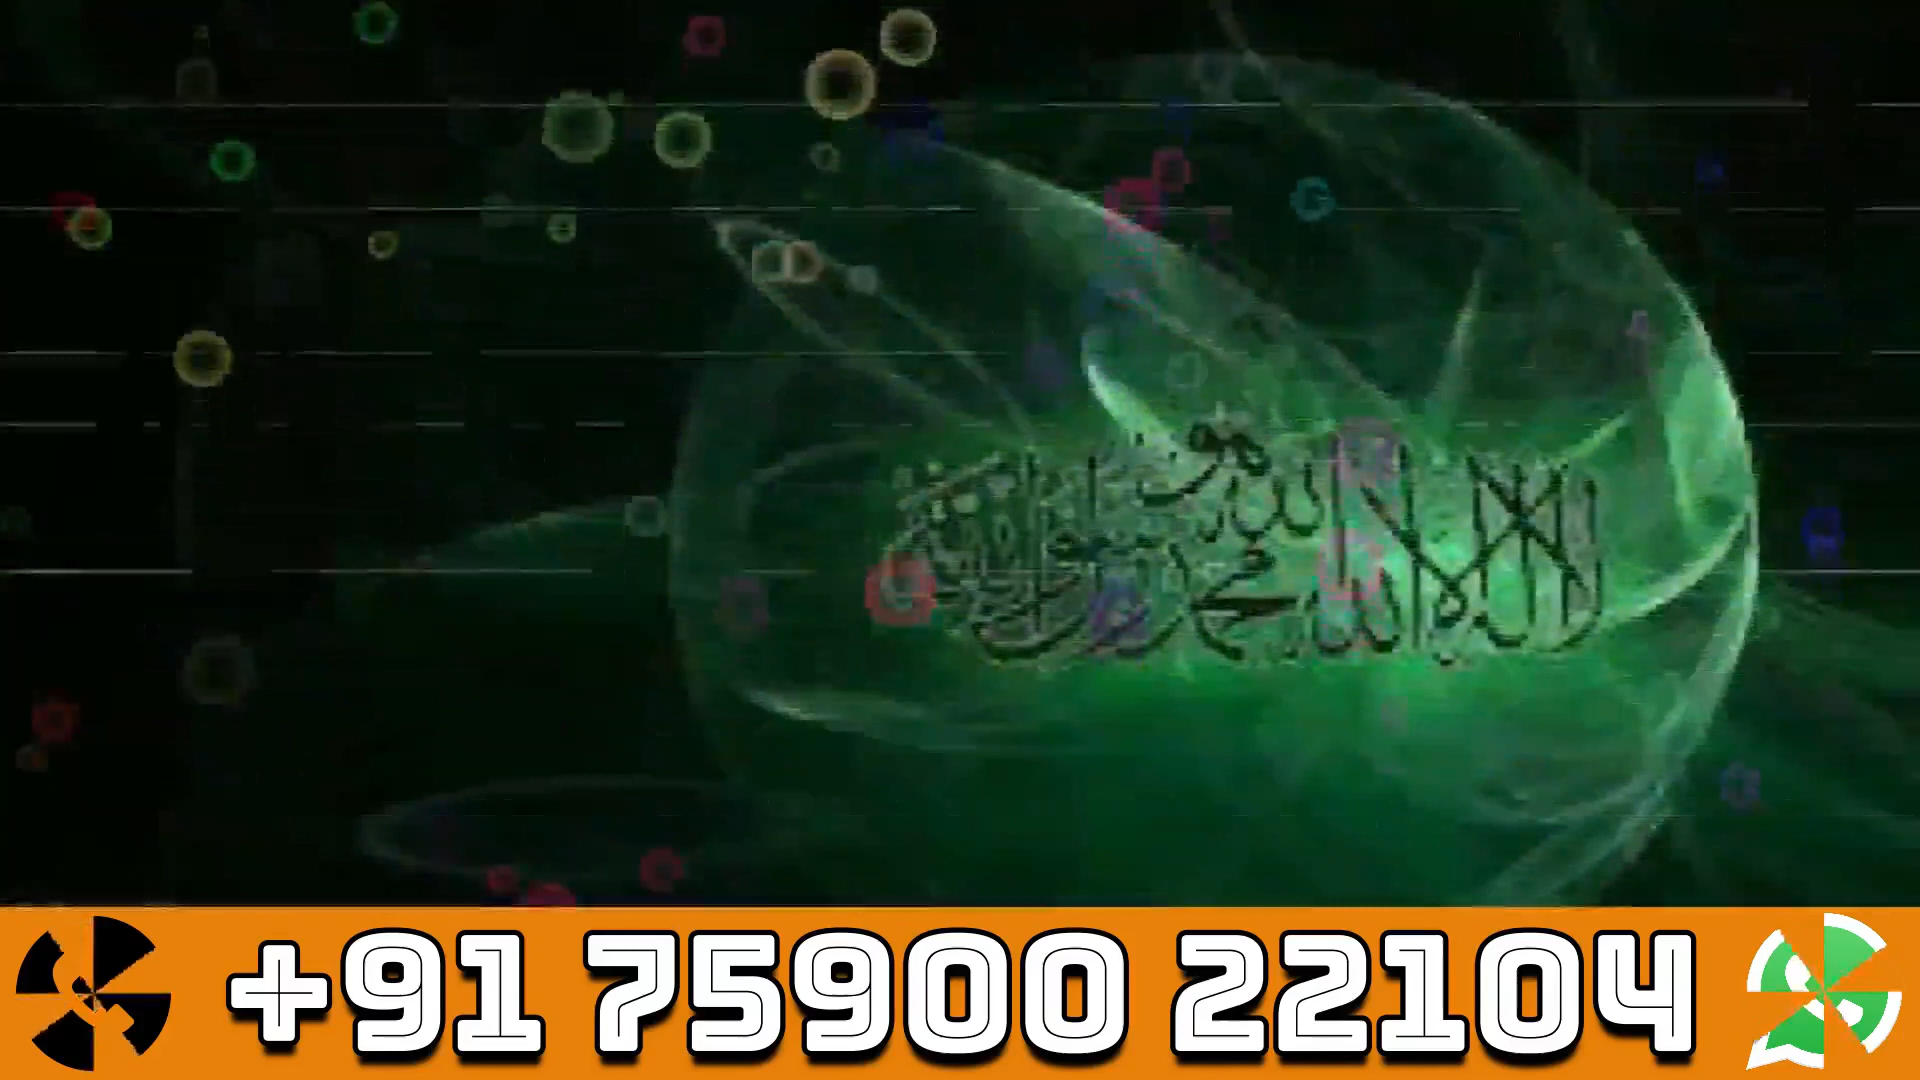 لا اله الا الله محمد رسول الله
+91 75900 22104